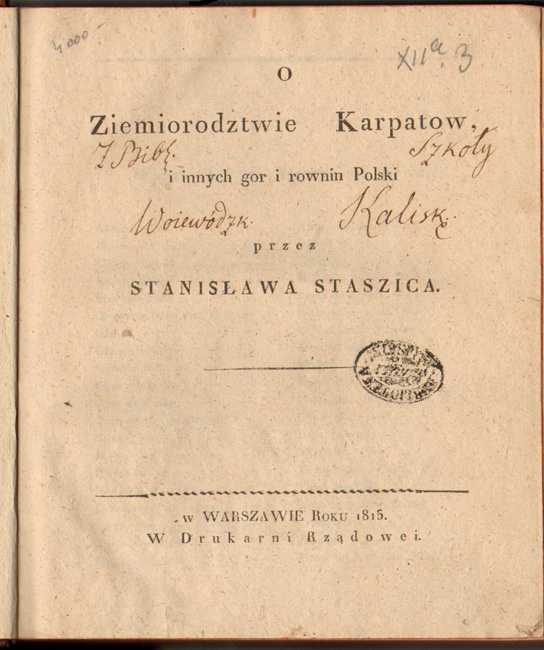 4000 –
XIIa. 3
O
Ziemiorodztwie Karpatow,
Z Bibl. Szkoły
i innych gor i rownin Polski
Woiewódzk. Kalisk.
przez
STANISŁAWA STASZICA.
w WARSZAWIE ROKU 1815.
W Drukarni Rządowei.